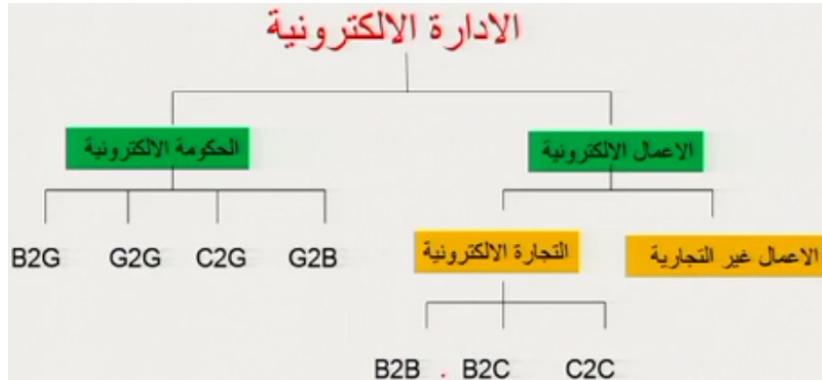 الادارة الالكترونية
الاعمال الالكترونية
الحكومة الالكترونية
الاعمال غير التجارية
التجارة الالكترونية
B2G G2G C2G G2B
B2B . B2C C2C